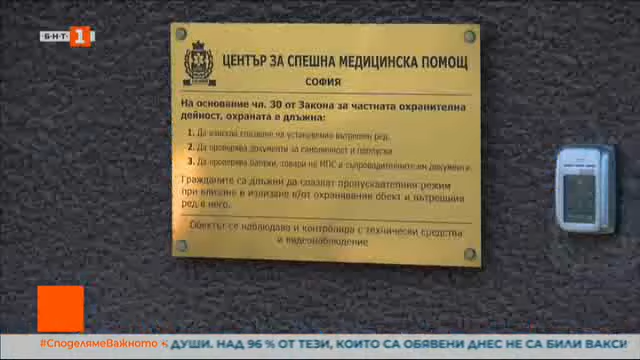 БНТ 1
ЦЕНТЪР ЗА СПЕШНА МЕДИЦИНСКА ПОМОЩ
СОФИЯ
На основание чл. 30 от Закона за частната охранителна
дейност, охраната е длъжна:
1. Да изисква спазване на установения вътрешен ред.
2. Да проверява документи за самоличност и пропуски
3. Да проверява багажи, товари на МПС и съпроводителните им документи.
Гражданите са длъжни да спазват пропускателния режим
при влизане и излизане в/от охранявания обект и вътрешния
ред в него.
Обектът се наблюдава и контролира с технически средства
и видеонаблюдение
#СподелямеВажното
ДУШИ. НАД 96 % ОТ ТЕЗИ, КОИТО СА ОБЯВЕНИ ДНЕС НЕ СА БИЛИ ВАКСИ